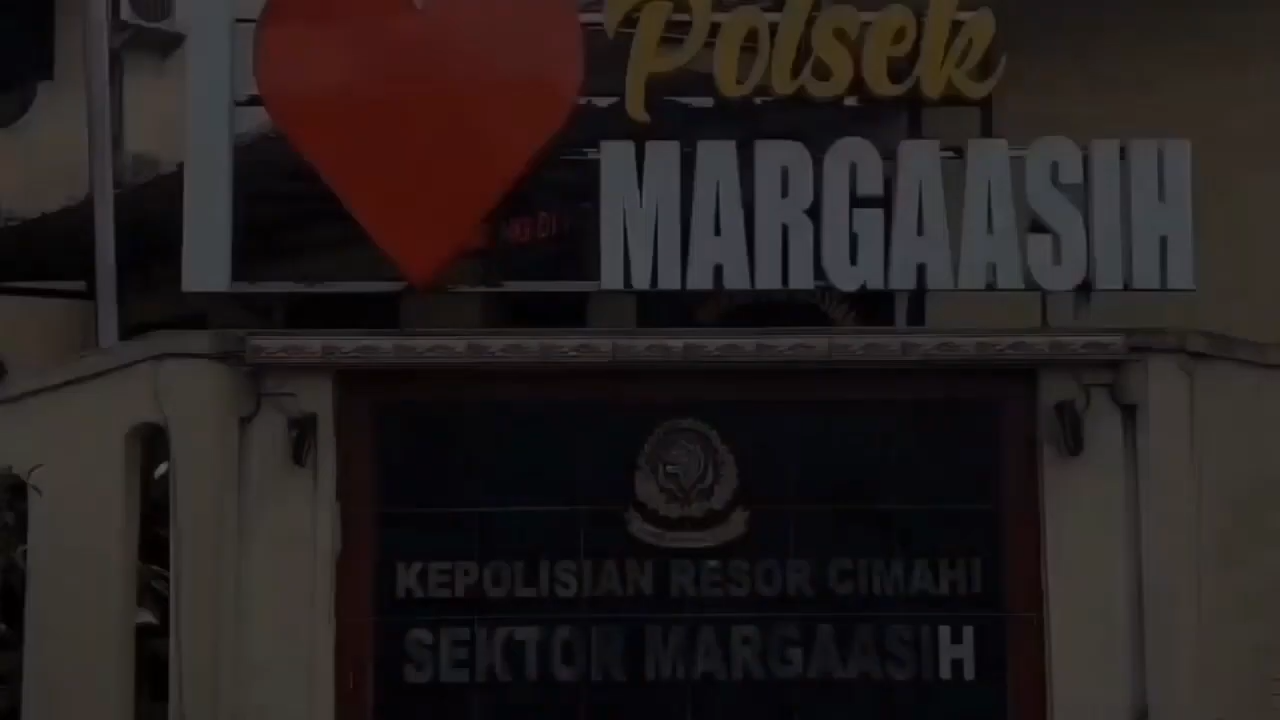 I
Polsek
MARGAASIH
KEPOLISIAN RESOR CIMAHI
SEKTOR MARGAASIH